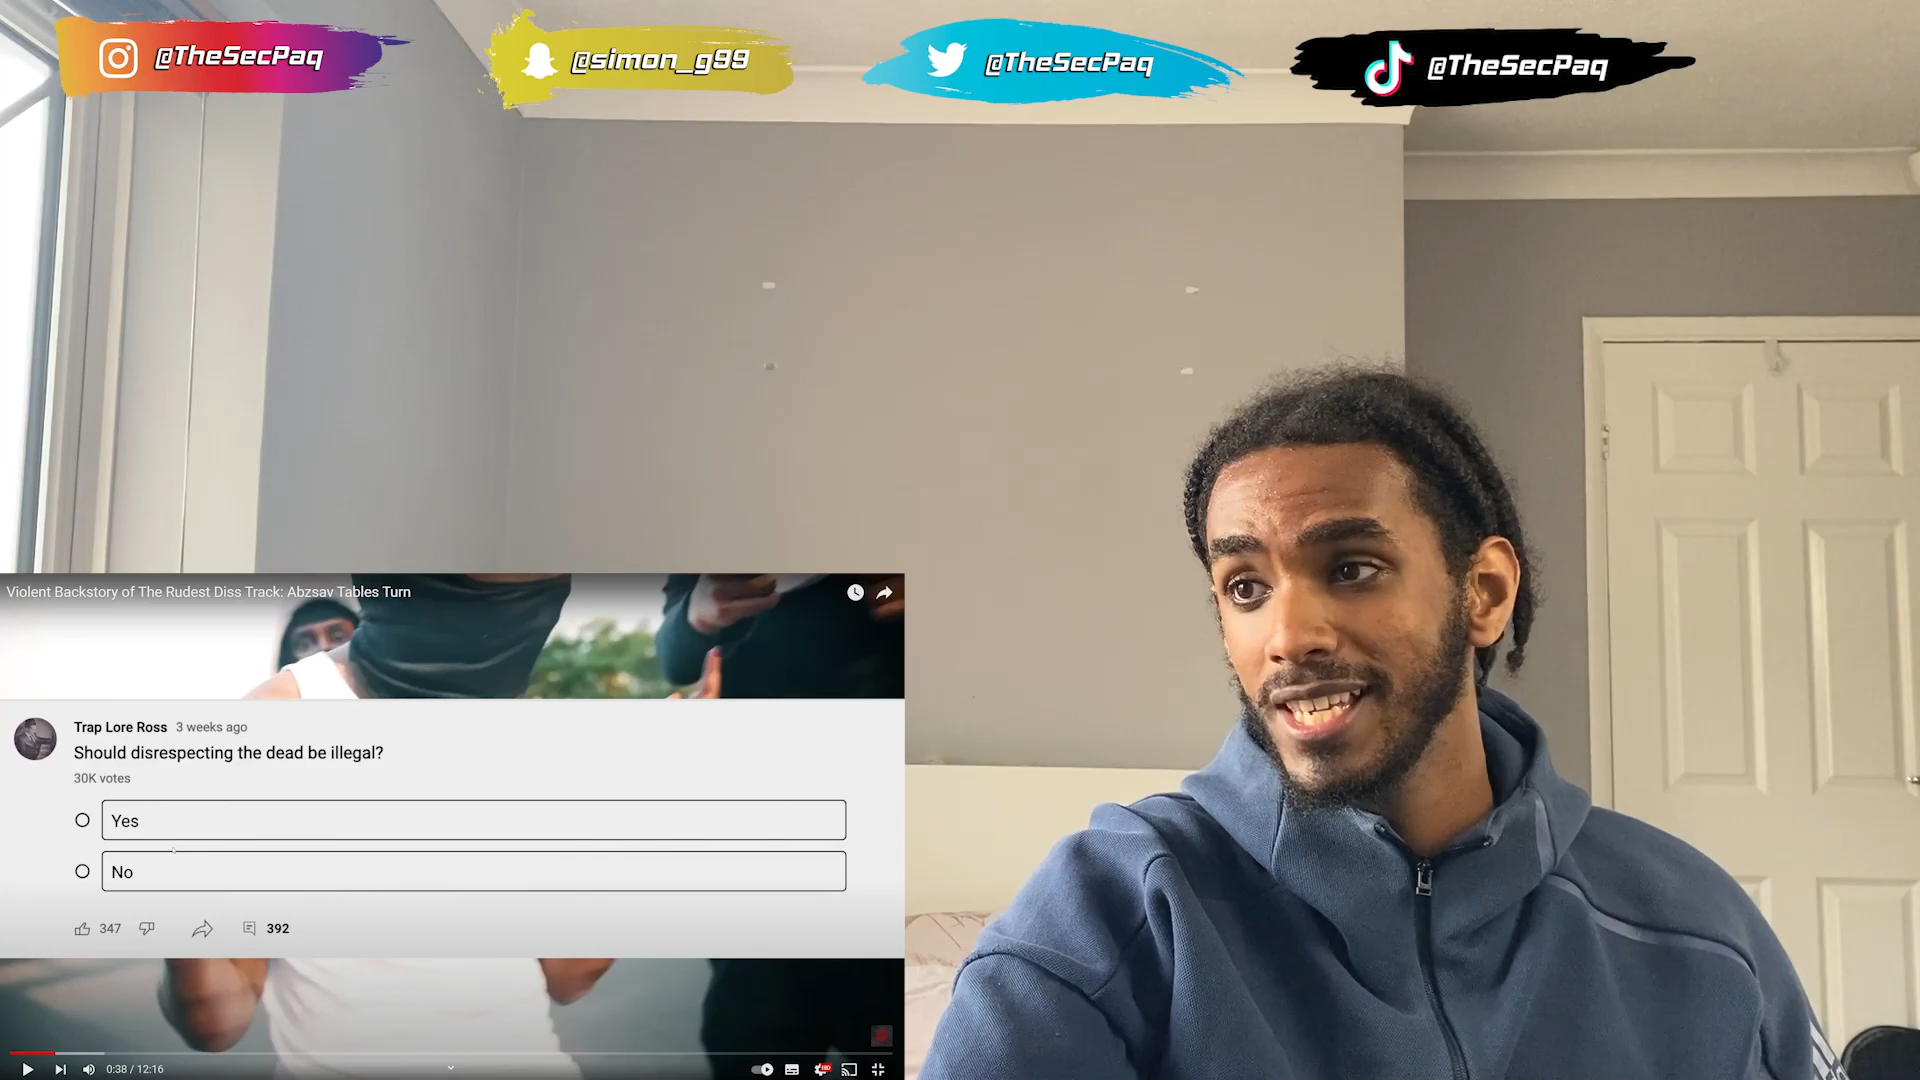 @TheSecPaq
@simon_g99
@TheSecPaq
@TheSecPaq
Violent Backstory of The Rudest Diss Track: Abzsav Tables Turn
Trap Lore Ross 3 weeks ago
Should disrespecting the dead be illegal?
30K votes
Yes
No
347
392
0:38 / 12:16
HD